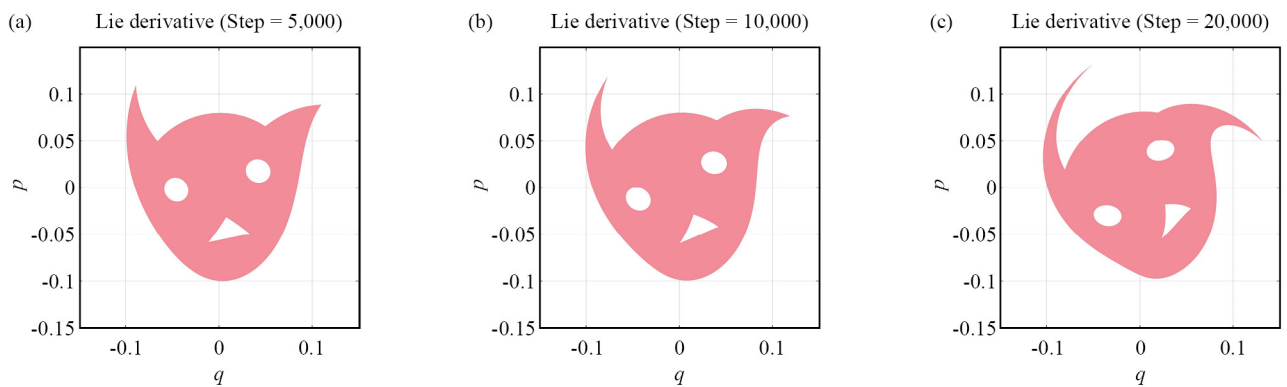 (a) Lie derivative (Step = 5,000)
0.1
0.05
0
-0.05
-0.1
-0.15
p
-0.1 0 0.1
q
(b) Lie derivative (Step = 10,000)
0.1
0.05
0
-0.05
-0.1
-0.15
p
-0.1 0 0.1
q
(c) Lie derivative (Step = 20,000)
0.1
0.05
0
-0.05
-0.1
-0.15
p
-0.1 0 0.1
q